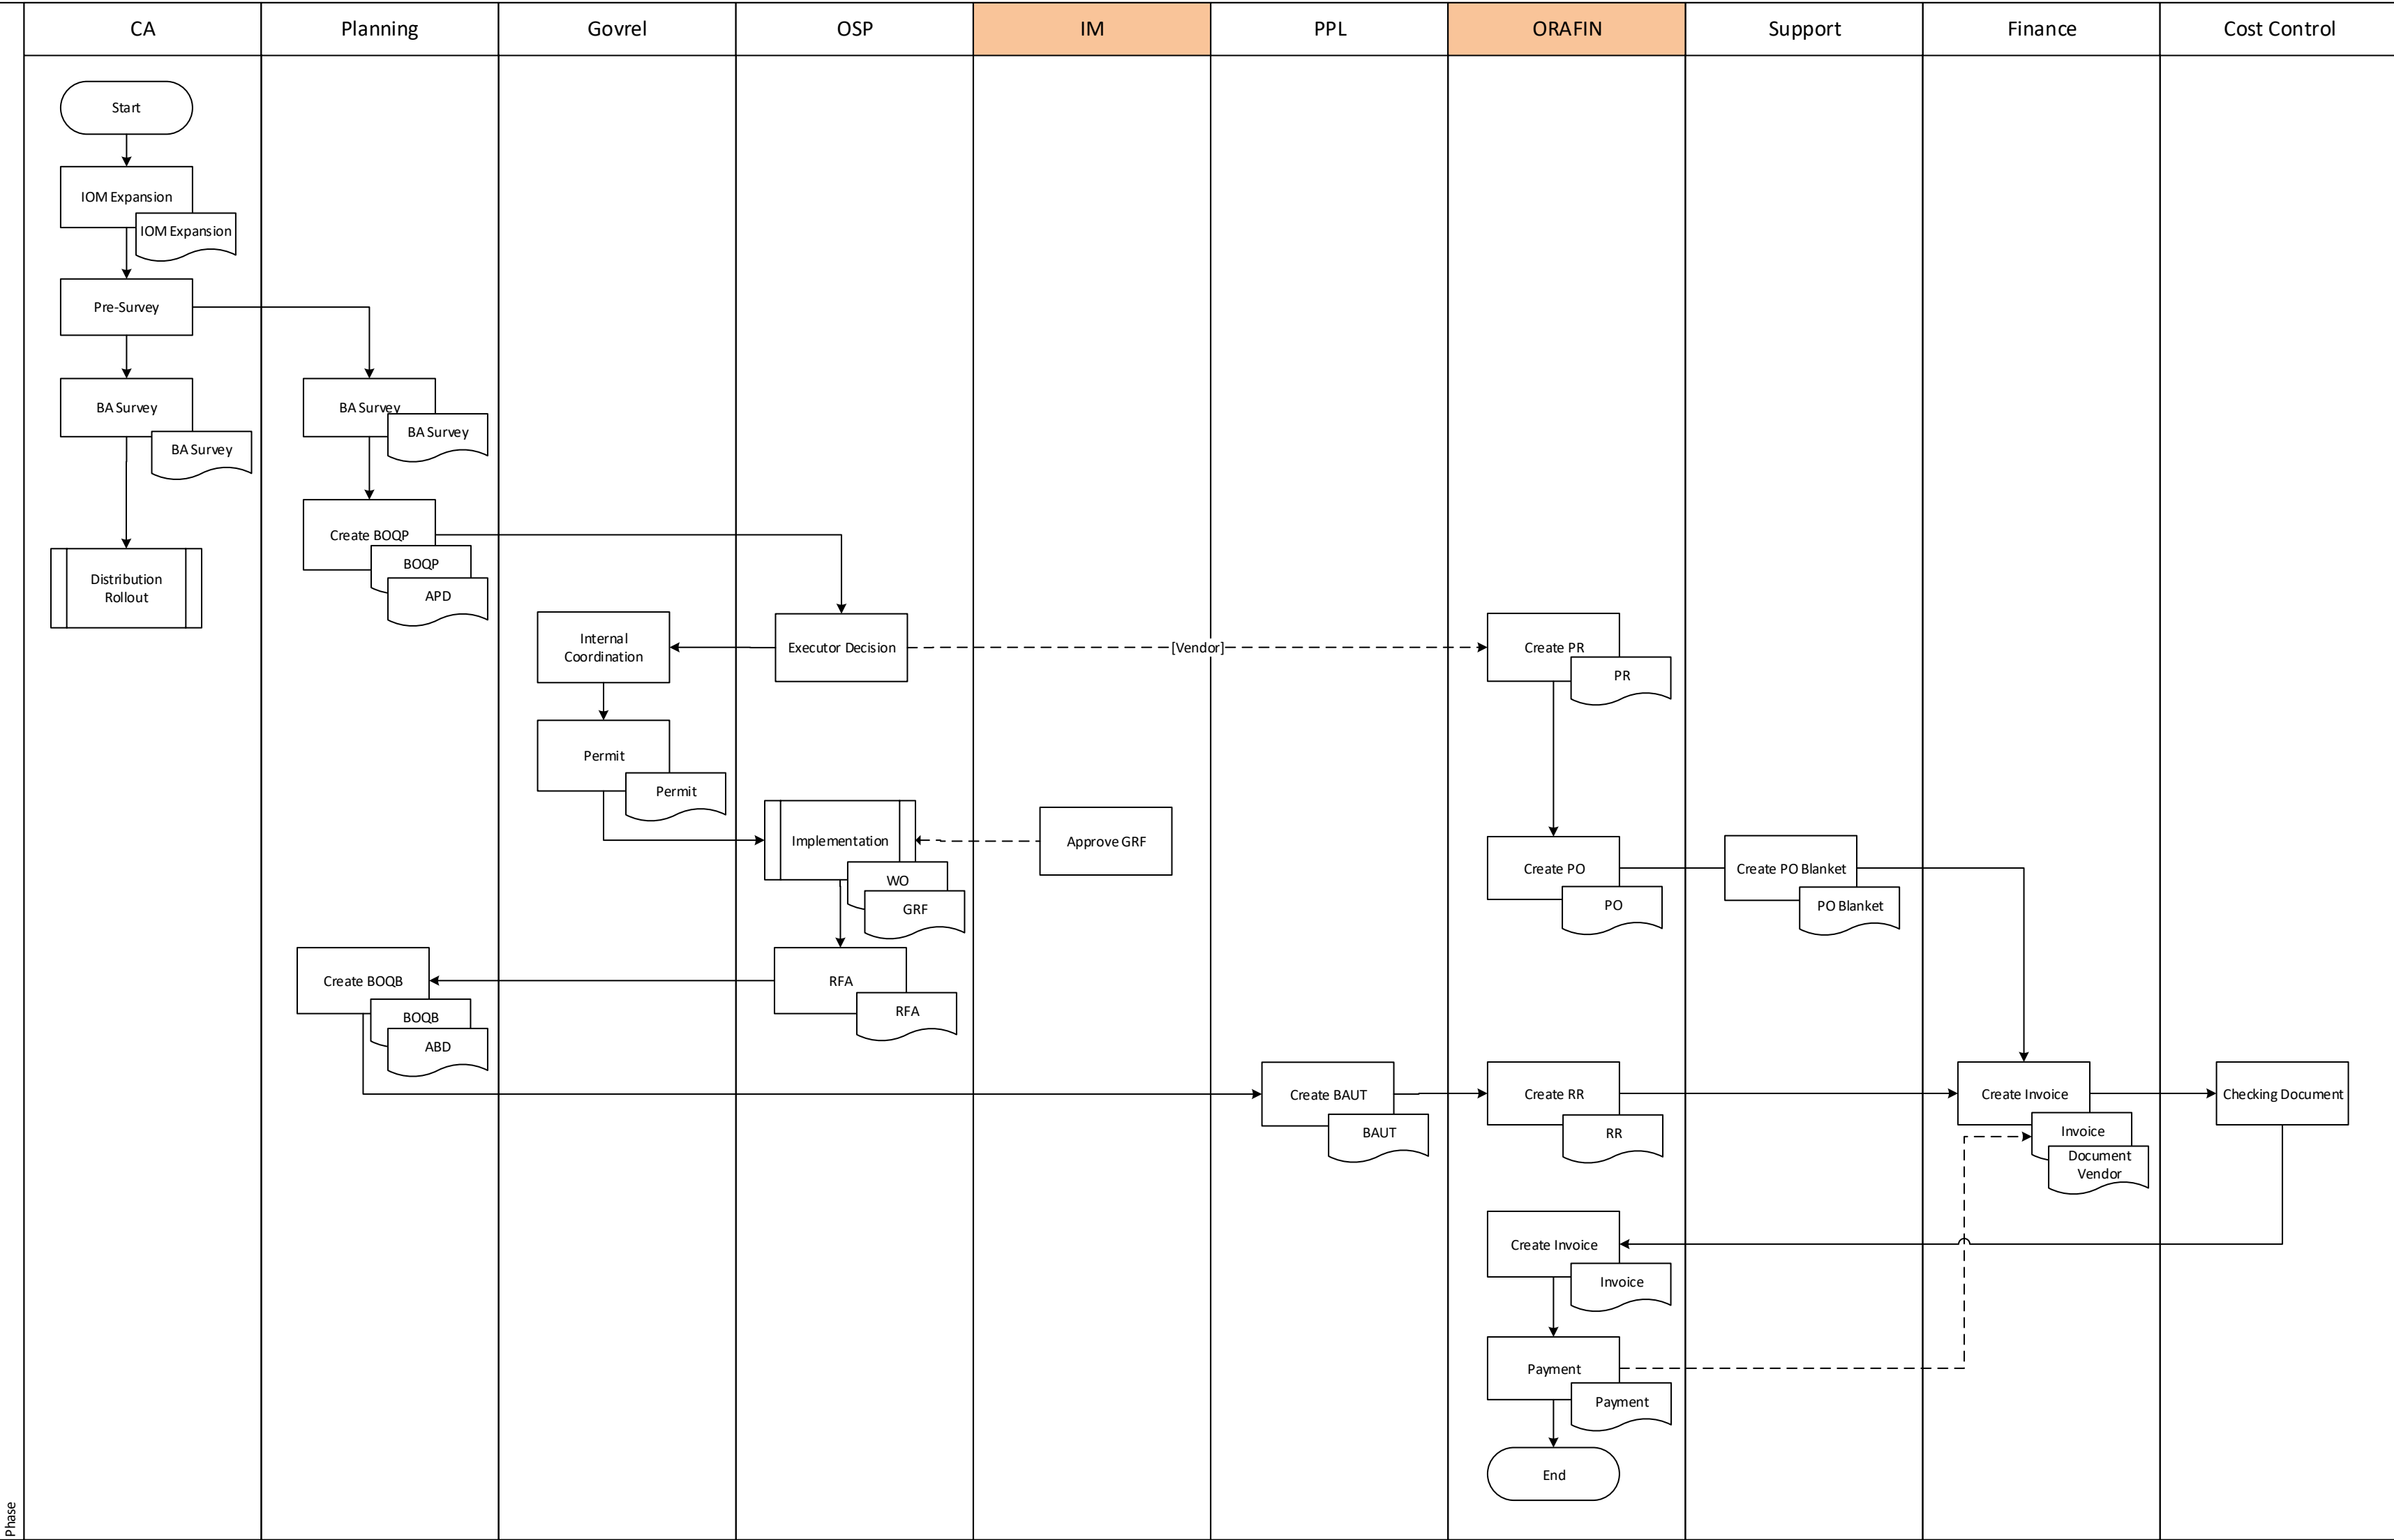 CA
Planning
Govrel
OSP
IM
PPL
ORAFIN
Support
Finance
Cost Control
Start
IOM Expansion
IOM Expansion
Pre-Survey
BA Survey
BA Survey
BA Survey
BA Survey
Create BOQP
BOQP
APD
Distribution
Rollout
Internal
Coordination
Executor Decision
[Vendor]
Create PR
PR
Permit
Permit
Implementation
WO
GRF
Approve GRF
Create PO
PO
Create PO Blanket
PO Blanket
Create BOQB
BOQB
ABD
RFA
RFA
Create BAUT
BAUT
Create RR
RR
Create Invoice
Invoice
Document
Vendor
Checking Document
Create Invoice
Invoice
Payment
Payment
End
Phase